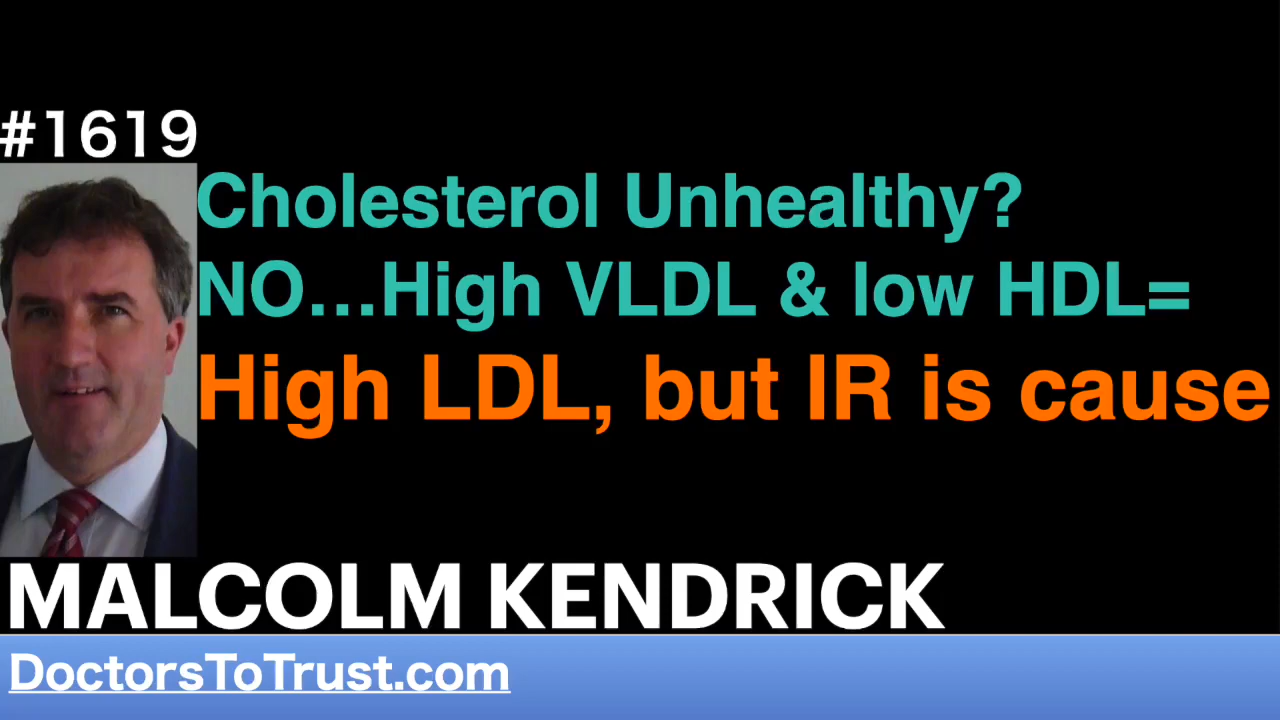 #1619
Cholesterol Unhealthy?
NO...High VLDL & low HDL=
High LDL, but IR is cause
MALCOLM KENDRICK
DoctorsToTrust.com